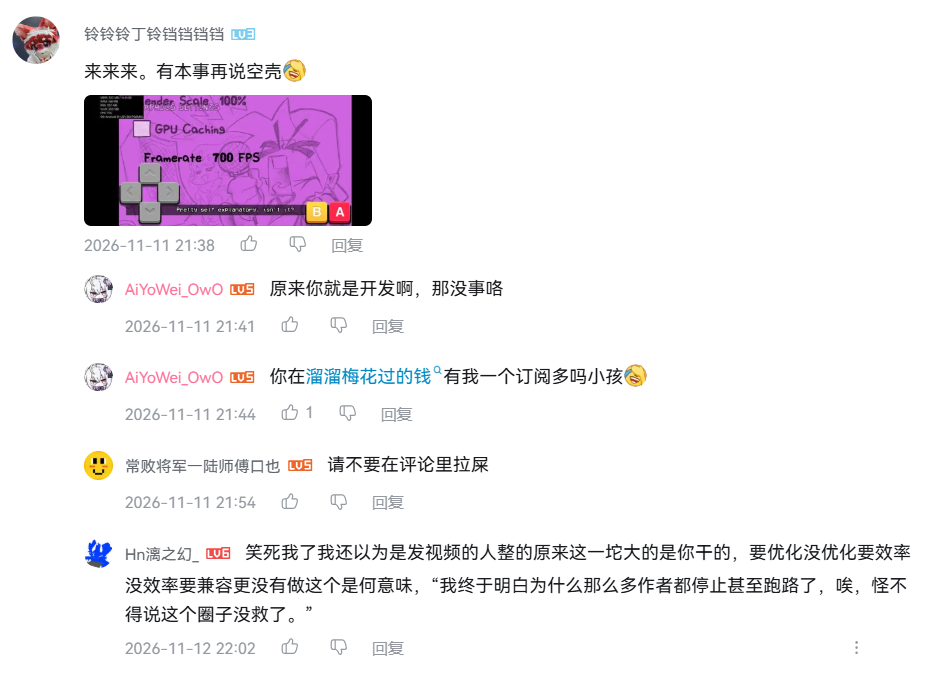 铃铃铃丁铃铛铛铛铛 LV3
来来来。有本事再说空壳
ender Scale 100%
GPU Caching
Framerate 700 FPS
Pretty self explanatory, isn't it?
B A
2026-11-11 21:38 回复
AiYoWei_OwO LV5 原来你就是开发啊，那没事咯
2026-11-11 21:41 回复
AiYoWei_OwO LV5 你在溜溜梅花过的钱有我一个订阅多吗小孩
2026-11-11 21:44 1 回复
常败将军一陆师傅口也 LV5 请不要在评论里拉屎
2026-11-11 21:54 回复
Hn漓之幻_ LV6 笑死我了我还以为是发视频的人整的原来这一坨大的是你干的，要优化没优化要效率
没效率要兼容更没有做这个是何意味，“我终于明白为什么那么多作者都停止甚至跑路了，唉，怪不
得说这个圈子没救了。”
2026-11-12 22:02 回复